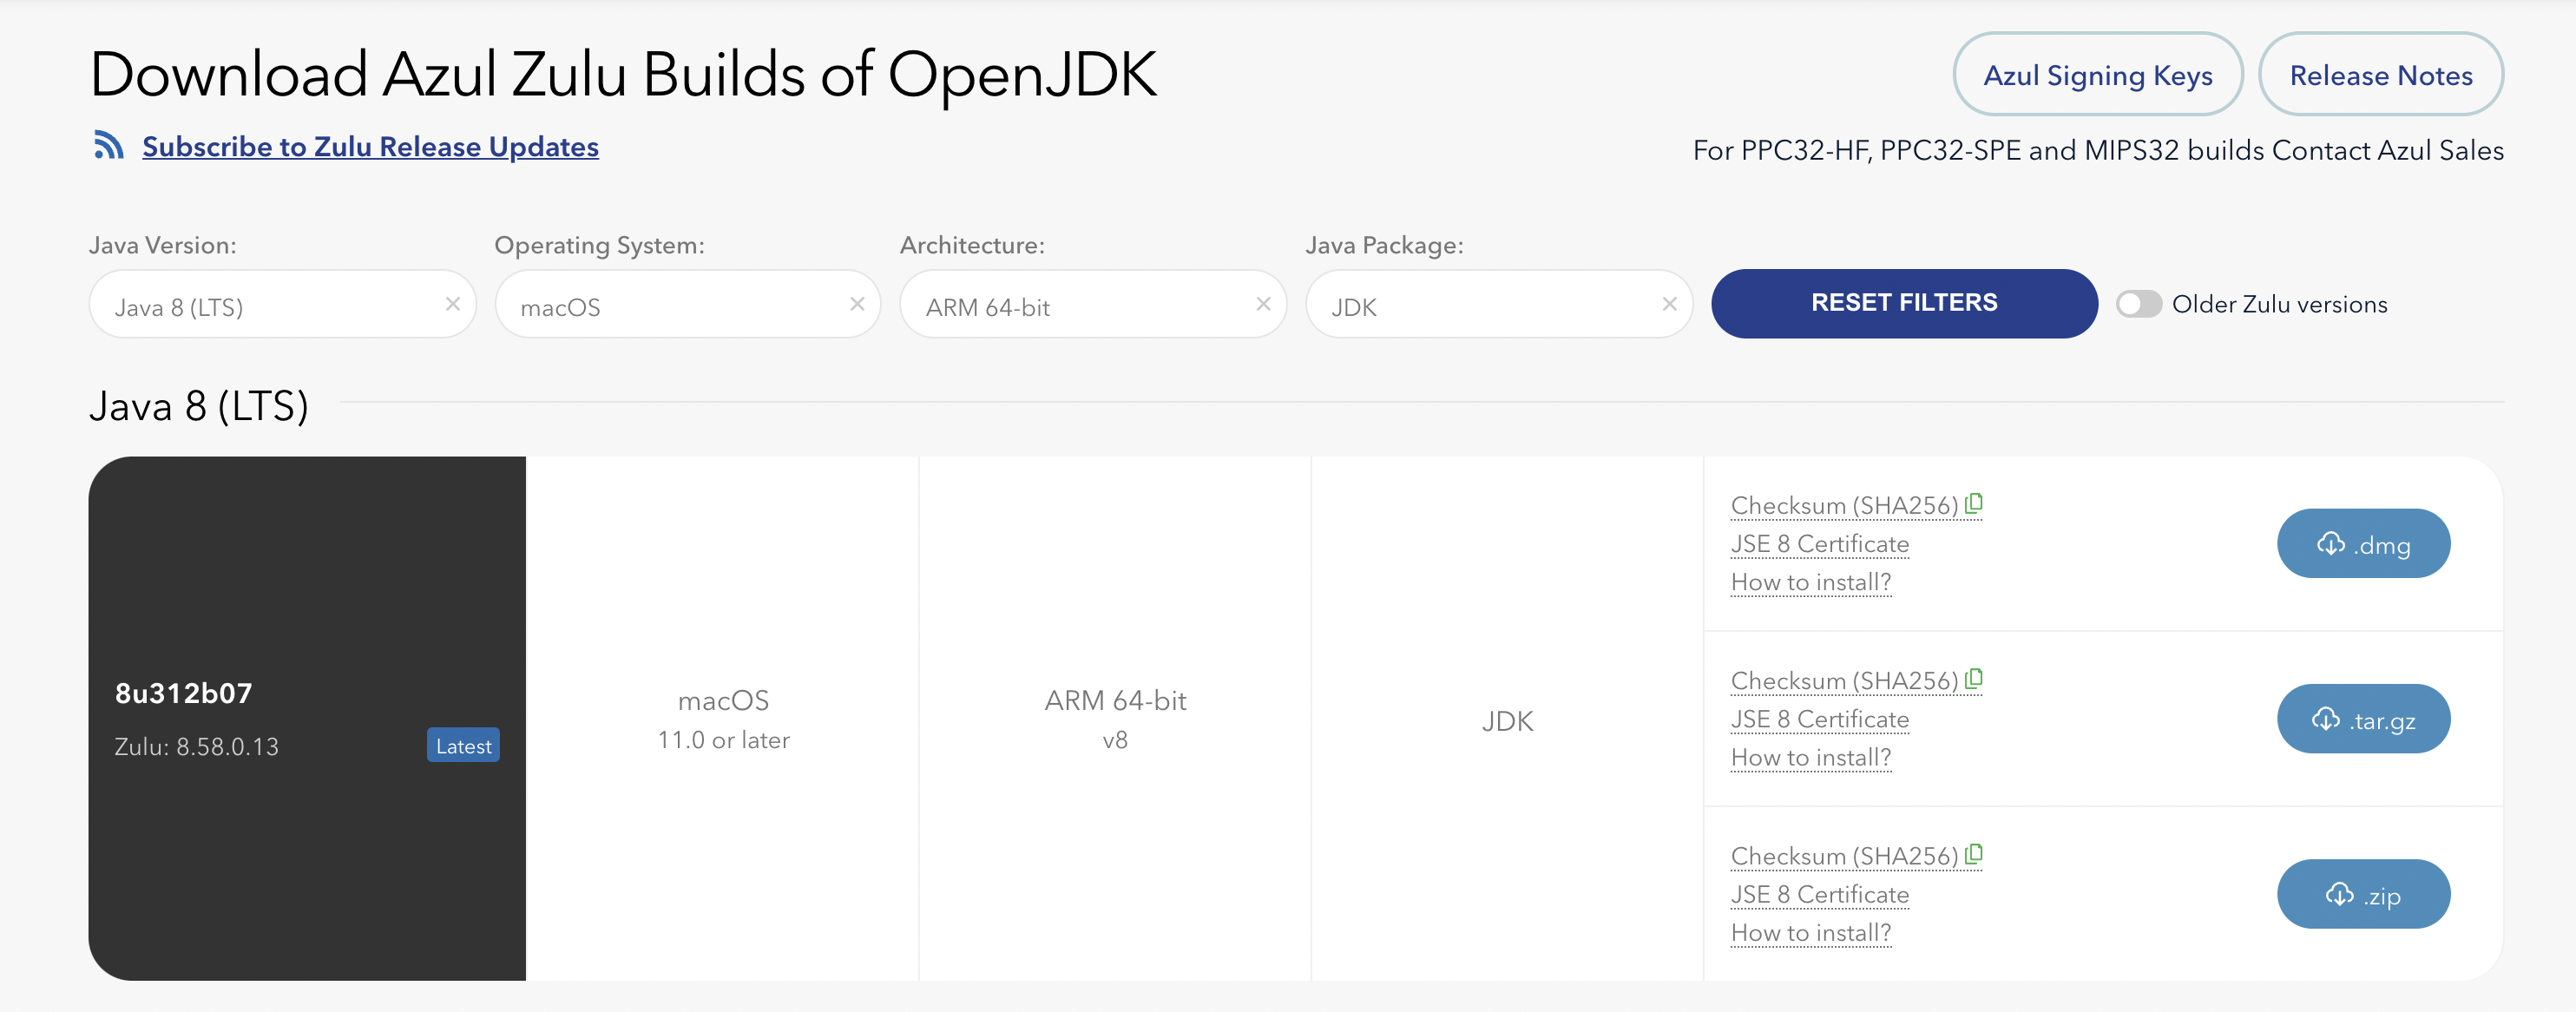 Download Azul Zulu Builds of OpenJDK
Azul Signing Keys
Release Notes
Subscribe to Zulu Release Updates
For PPC32-HF, PPC32-SPE and MIPS32 builds Contact Azul Sales
Java Version:
Operating System:
Architecture:
Java Package:
Java 8 (LTS)
macOS
ARM 64-bit
JDK
RESET FILTERS
Older Zulu versions
Java 8 (LTS)
8u312b07
Zulu: 8.58.0.13
Latest
macOS
11.0 or later
ARM 64-bit
v8
JDK
Checksum (SHA256)
JSE 8 Certificate
How to install?
.dmg
Checksum (SHA256)
JSE 8 Certificate
How to install?
.tar.gz
Checksum (SHA256)
JSE 8 Certificate
How to install?
.zip